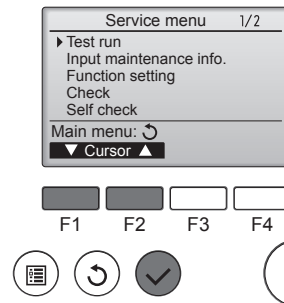 Service menu 1/2
Test run
Input maintenance info.
Function setting
Check
Self check
Main menu:
Cursor
F1 F2 F3 F4